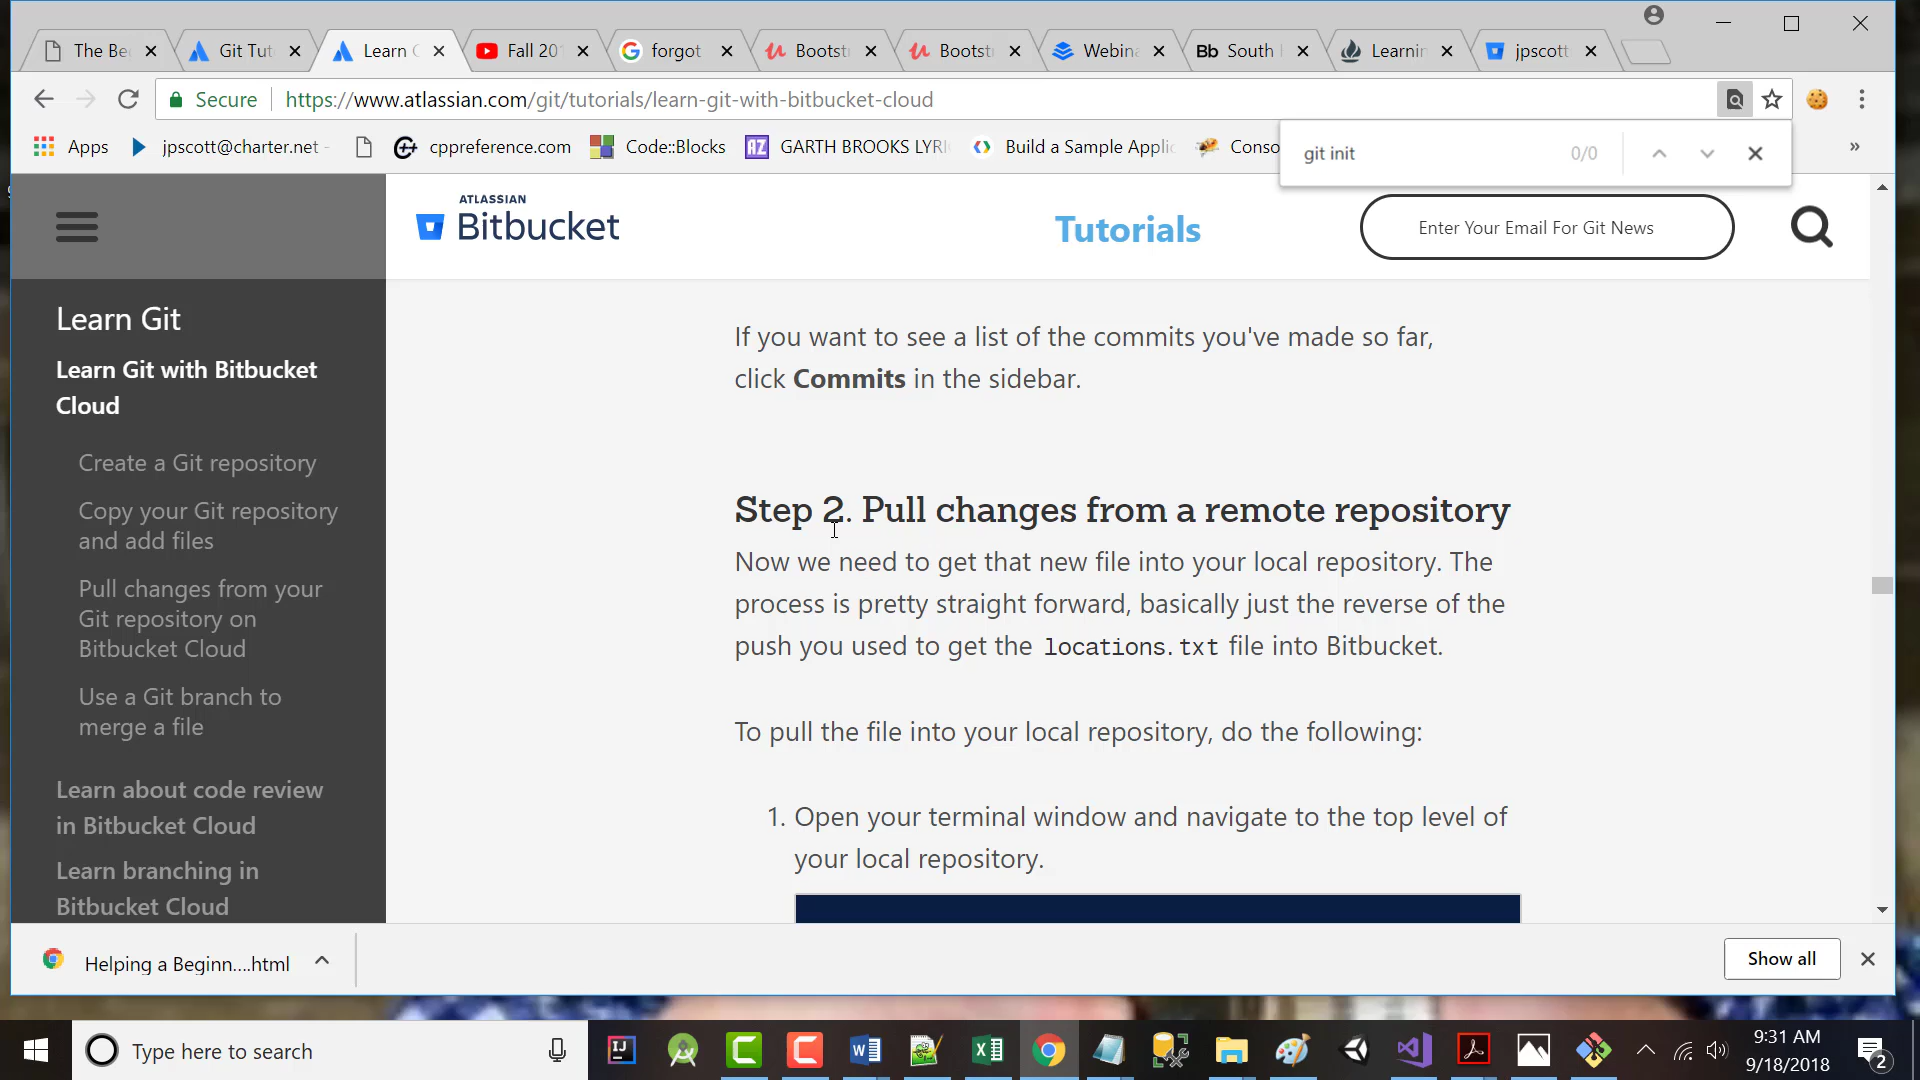 The Be
Git Tut
Learn
Fall 20
forgot
Bootst
Bootst
Webina
Bb South
Learnin
jpscott
Secure
https://www.atlassian.com/git/tutorials/learn-git-with-bitbucket-cloud
Apps
jpscott@charter.net -
cppreference.com
Code::Blocks
AZ GARTH BROOKS LYRI
Build a Sample Applic
Conso
»
git init 0/0
ATLASSIAN
Bitbucket
Tutorials
Enter Your Email For Git News
Learn Git
Learn Git with Bitbucket
Cloud
Create a Git repository
Copy your Git repository
and add files
Pull changes from your
Git repository on
Bitbucket Cloud
Use a Git branch to
merge a file
Learn about code review
in Bitbucket Cloud
Learn branching in
Bitbucket Cloud
If you want to see a list of the commits you've made so far,
click Commits in the sidebar.
Step 2. Pull changes from a remote repository
Now we need to get that new file into your local repository. The
process is pretty straight forward, basically just the reverse of the
push you used to get the locations.txt file into Bitbucket.
To pull the file into your local repository, do the following:
1. Open your terminal window and navigate to the top level of
your local repository.
Helping a Beginn....html
Show all
Type here to search
9:31 AM
9/18/2018
2